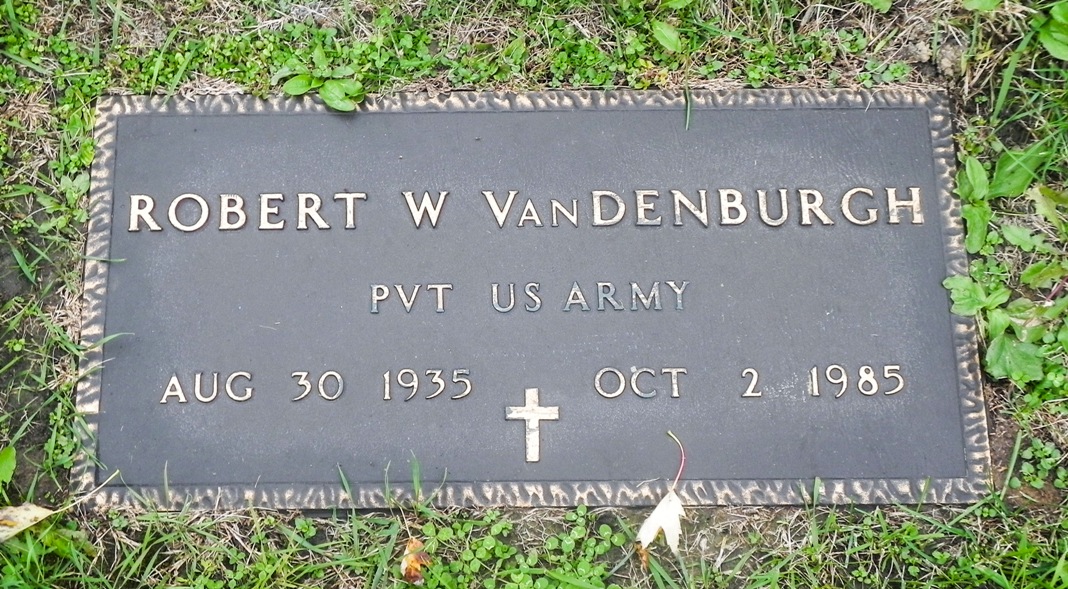 ROBERT W VANDENBURGH
PVT US ARMY
AUG 30 1935 OCT 2 1985